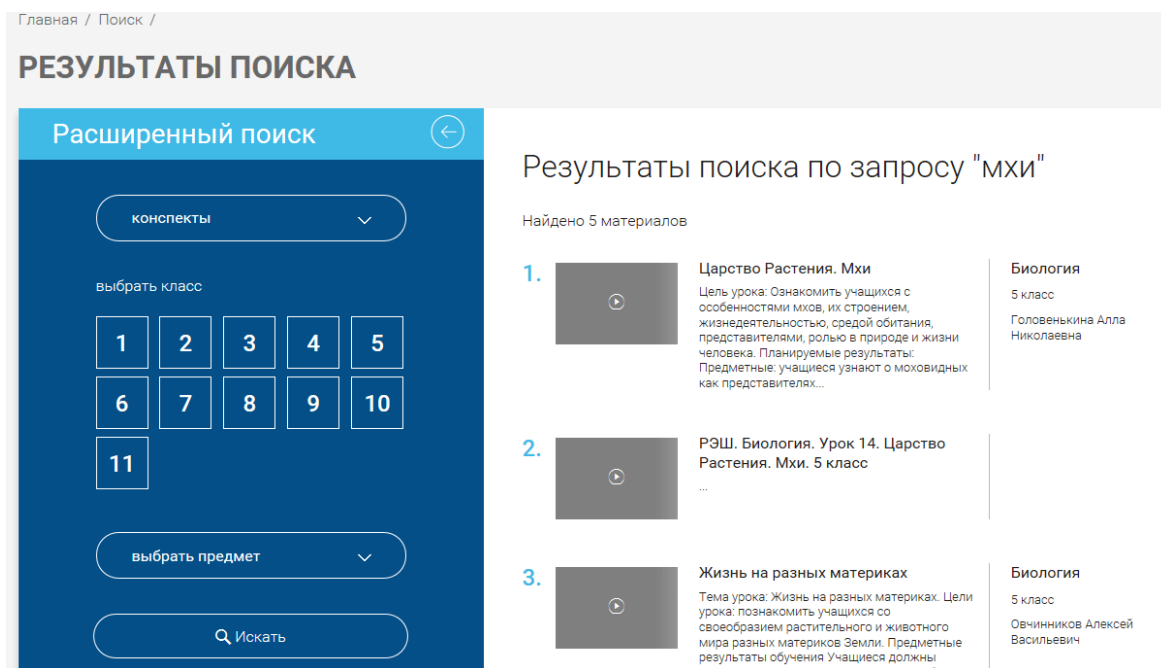 Главная / Поиск /
РЕЗУЛЬТАТЫ ПОИСКА
Расширенный поиск
конспекты
выбрать класс
1 2 3 4 5
6 7 8 9 10
11
выбрать предмет
Искать
Результаты поиска по запросу "мхи"
Найдено 5 материалов
1.
Царство Растения. Мхи
Цель урока: Ознакомить учащихся с
особенностями мхов, их строением,
жизнедеятельностью, средой обитания,
представителями, ролью в природе и жизни
человека. Планируемые результаты:
Предметные: учащиеся узнают о моховидных
как представителях...
Биология
5 класс
Головенькина Алла
Николаевна
2.
РЭШ. Биология. Урок 14. Царство
Растения. Мхи. 5 класс
...
3.
Жизнь на разных материках
Тема урока: Жизнь на разных материках. Цели
урока: познакомить учащихся со
своеобразием растительного и животного
мира разных материков Земли. Предметные
результаты обучения Учащиеся должны
Биология
5 класс
Овчинников Алексей
Васильевич